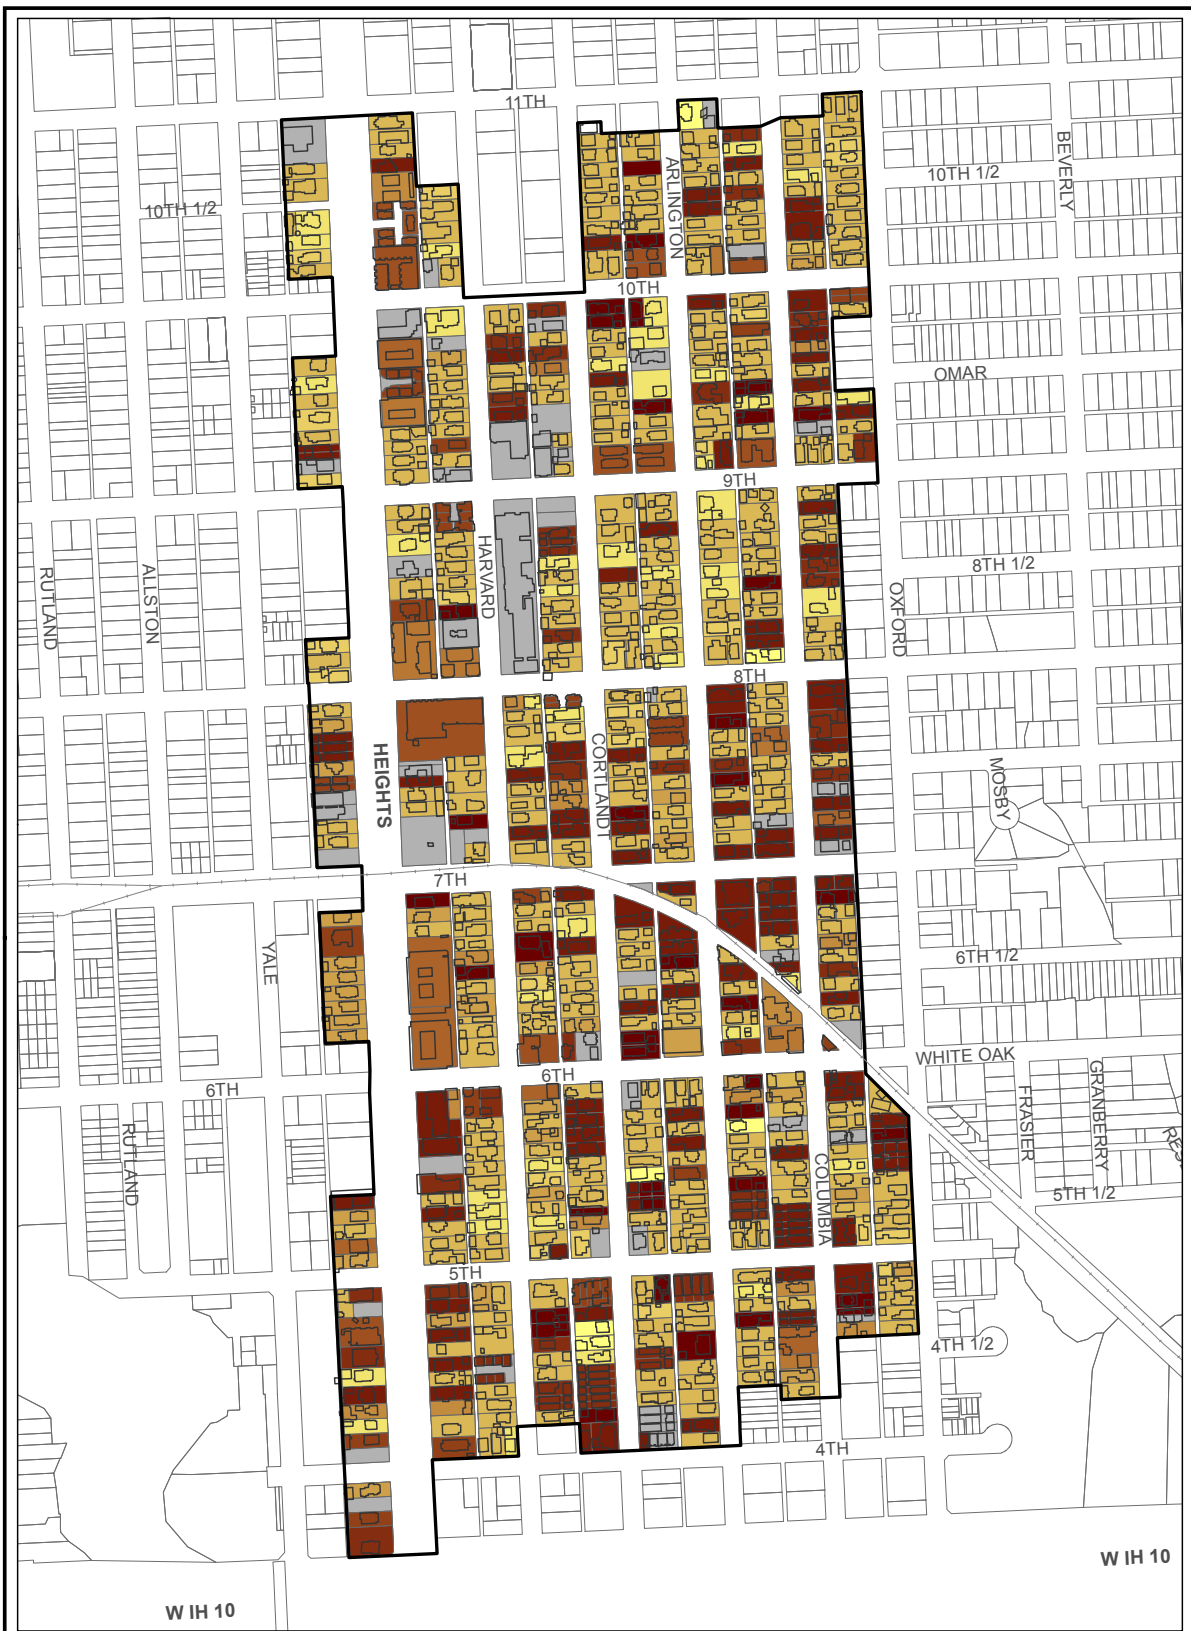 11TH
BEVERLY
ARLINGTON
10TH 1/2
10TH 1/2
10TH
OMAR
9TH
HARVARD
8TH 1/2
RUTLAND
ALLSTON
OXFORD
8TH
CORTLANDT
HEIGHTS
MOSBY
7TH
YALE
6TH 1/2
WHITE OAK
6TH
6TH
FRASIER
GRANBERRY
RUTLAND
COLUMBIA
5TH 1/2
5TH
4TH 1/2
4TH
W IH 10
W IH 10